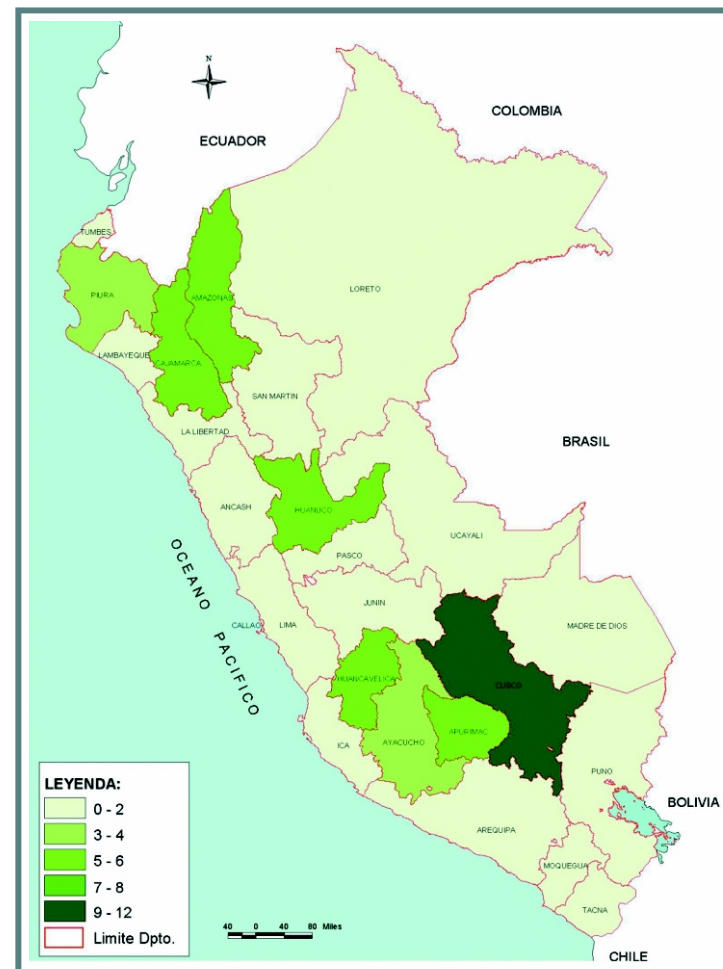 N
COLOMBIA
ECUADOR
TUMBES
PIURA
AMAZONAS
LORETO
LAMBAYEQUE
CAJAMARCA
SAN MARTIN
LA LIBERTAD
BRASIL
ANCASH
HUANUCO
UCAYALI
PASCO
OCEANO PACIFICO
JUNIN
CALLAO
LIMA
MADRE DE DIOS
HUANCAVELICA
CUSCO
APURIMAC
ICA
AYACUCHO
PUNO
BOLIVIA
AREQUIPA
MOQUEGUA
TACNA
CHILE
LEYENDA:
0 - 2
3 - 4
5 - 6
7 - 8
9 - 12
Limite Dpto.
40 0 40 80 Miles